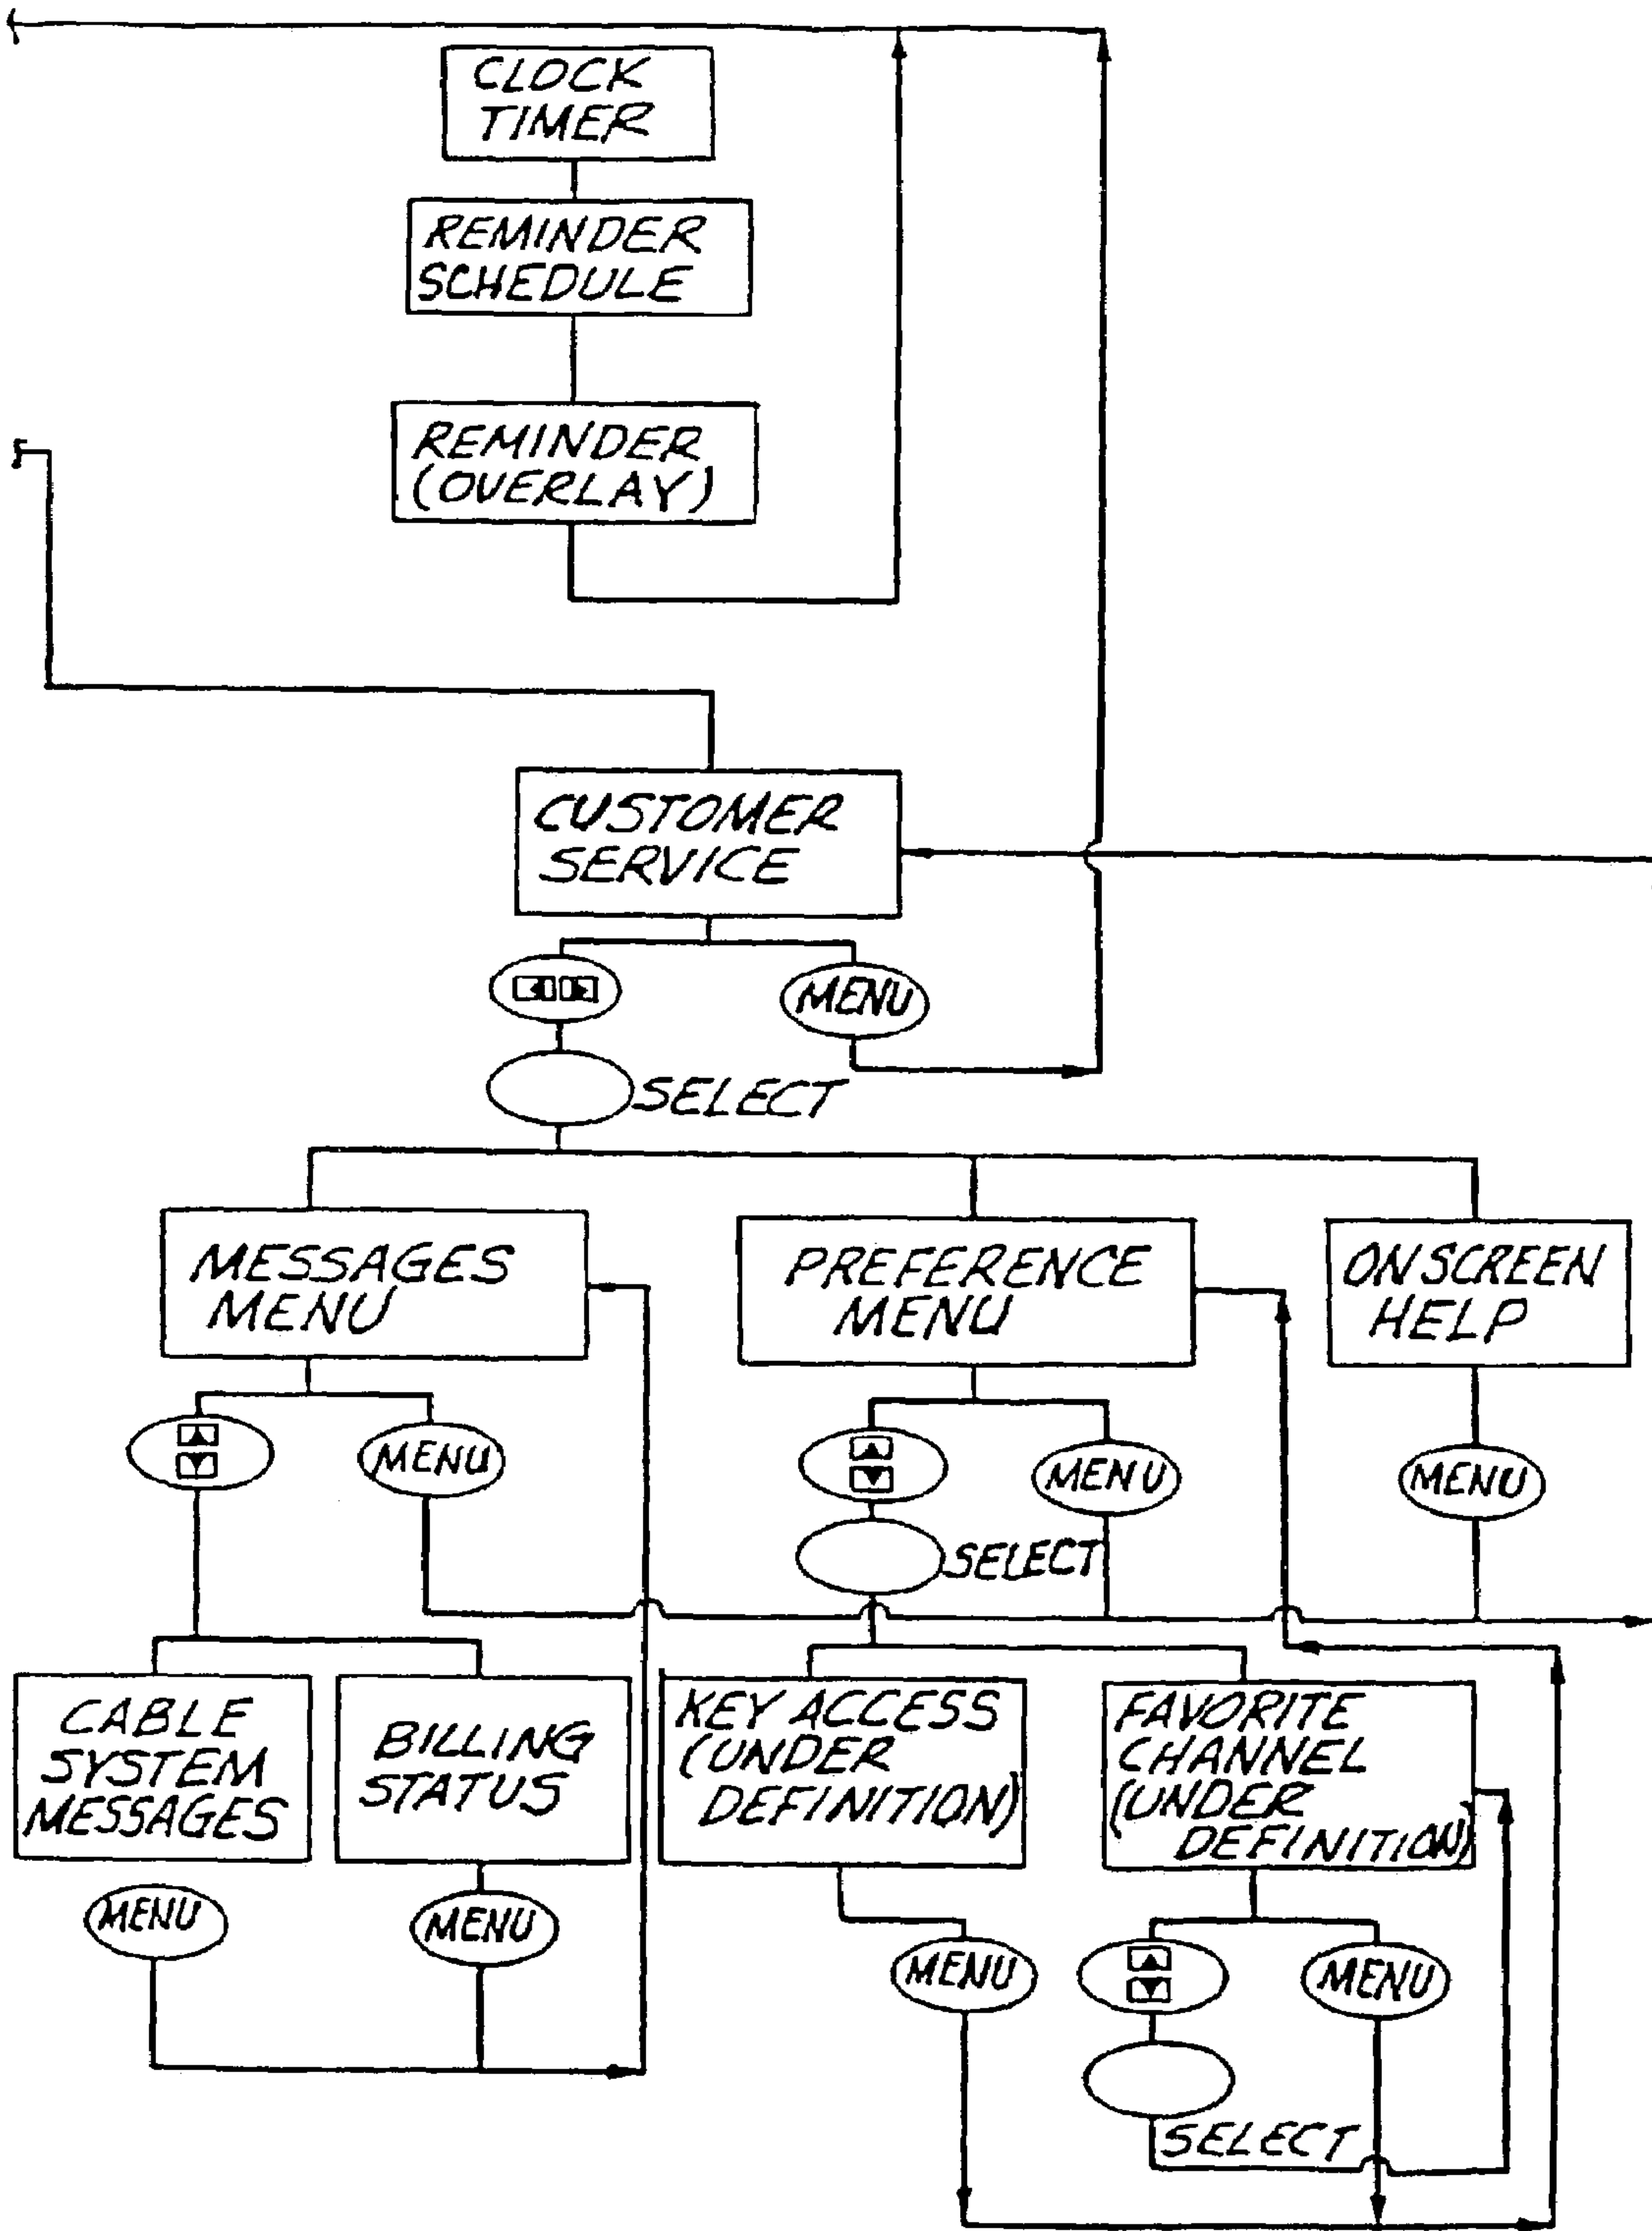 CLOCK
TIMER
REMINDER
SCHEDULE
REMINDER
(OVERLAY)
CUSTOMER
SERVICE
MENU
SELECT
MESSAGES
MENU
PREFERENCE
MENU
ON SCREEN
HELP
MENU
MENU
MENU
SELECT
CABLE
SYSTEM
MESSAGES
BILLING
STATUS
KEY ACCESS
(UNDER
DEFINITION)
FAVORITE
CHANNEL
(UNDER
DEFINITION)
MENU
MENU
MENU
MENU
SELECT